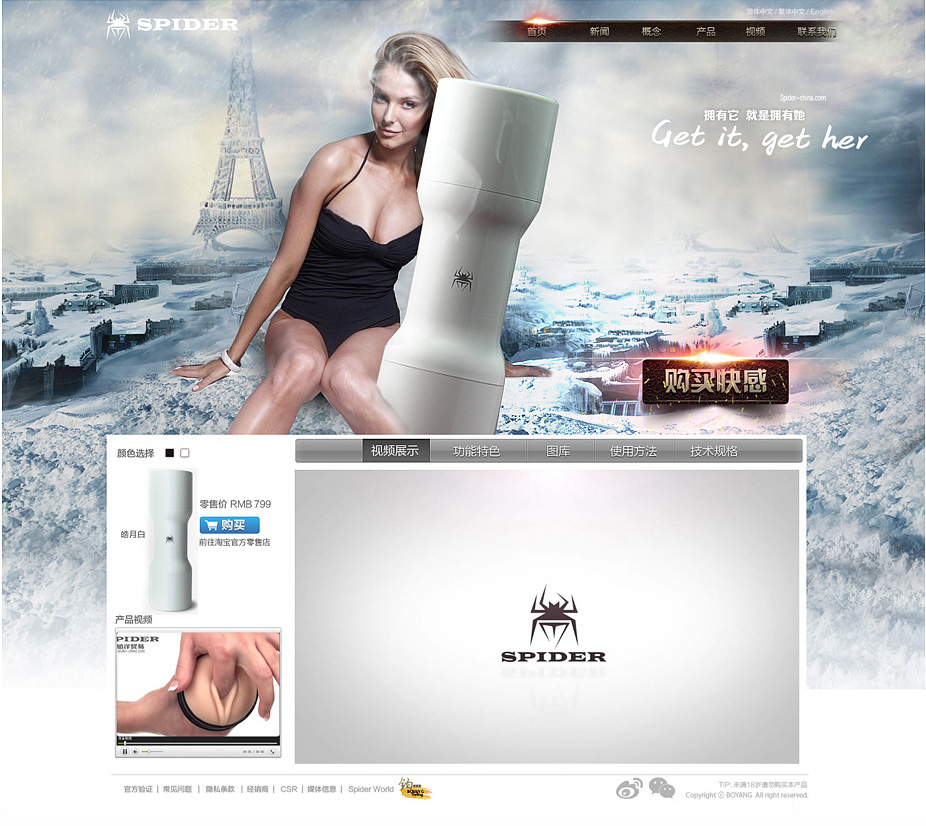 SPIDER
简体中文 / 繁体中文 / English
首页 新闻 概念 产品 视频 联系我们
Spider-china.com
拥有它 就是拥有她
Get it, get her
购买快感
颜色选择
视频展示 功能特色 图库 使用方法 技术规格
零售价 RMB 799
购买
皓月白
前往淘宝官方零售店
产品视频
PIDER
spider-china.com
SPIDER
官方验证 | 常见问题 | 隐私条款 | 经销商 | CSR | 媒体信息 | Spider World
TIP: 未满18岁请勿购买本产品
Copyright ⓒ BOYANG All right reserved.